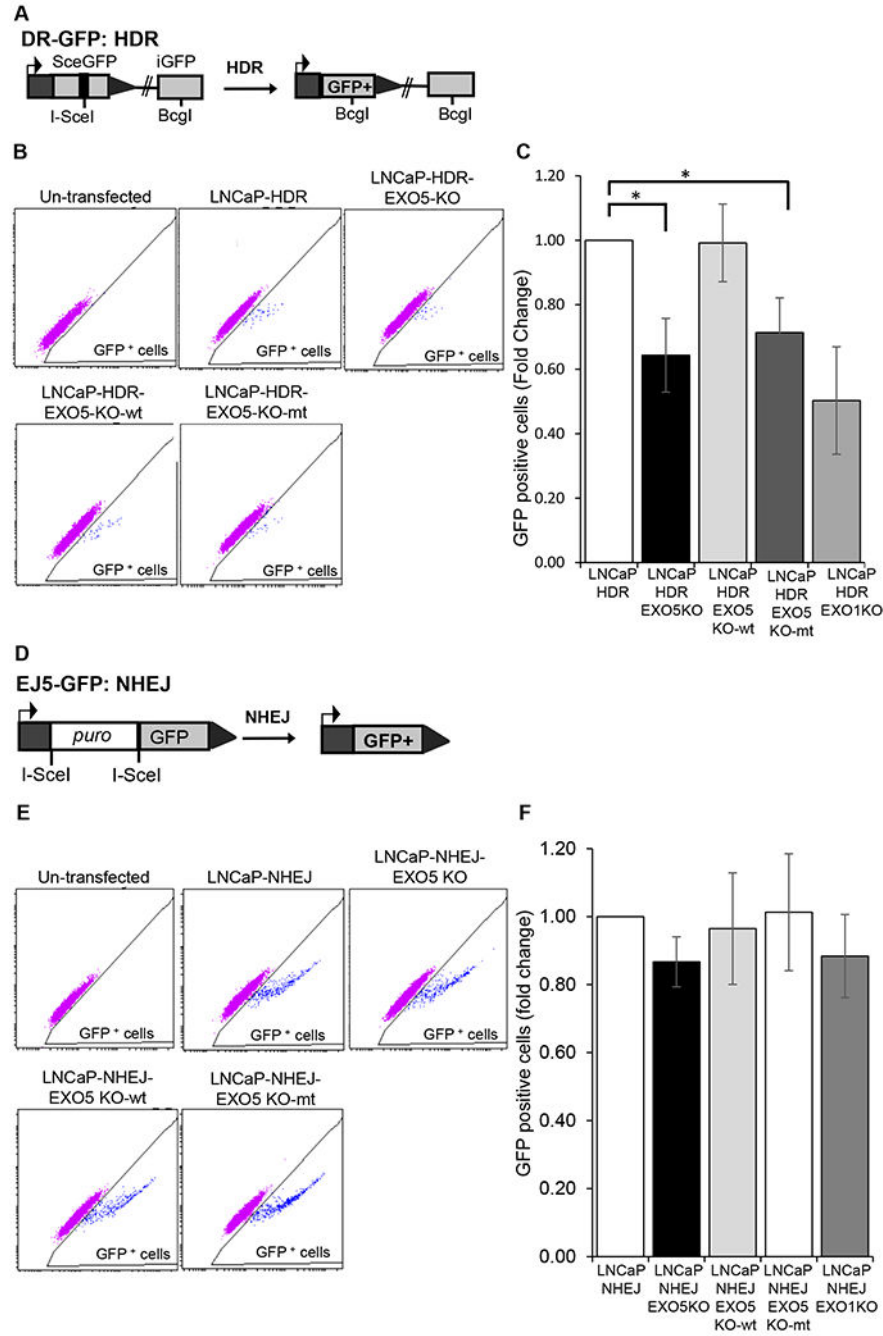 A
DR-GFP: HDR
SceGFP iGFP
HDR
GFP+
I-SceI BcgI
BcgI BcgI
B
Un-transfected
LNCaP-HDR
LNCaP-HDR-
EXO5-KO
GFP + cells
GFP + cells
GFP + cells
LNCaP-HDR-
EXO5-KO-wt
LNCaP-HDR-
EXO5-KO-mt
GFP + cells
GFP + cells
C
GFP positive cells (Fold Change)
1.20
1.00
0.80
0.60
0.40
0.20
0.00
*
*
LNCaP
HDR
LNCaP
HDR
EXO5KO
LNCaP
HDR
EXO5
KO-wt
LNCaP
HDR
EXO5
KO-mt
LNCaP
HDR
EXO1KO
D
EJ5-GFP: NHEJ
puro GFP
NHEJ
GFP+
I-SceI I-SceI
E
Un-transfected
LNCaP-NHEJ
LNCaP-NHEJ-
EXO5 KO
GFP + cells
GFP + cells
GFP + cells
LNCaP-NHEJ-
EXO5 KO-wt
LNCaP-NHEJ-
EXO5 KO-mt
GFP + cells
GFP + cells
F
GFP positive cells (fold change)
1.20
1.00
0.80
0.60
0.40
0.20
0.00
LNCaP
NHEJ
LNCaP
NHEJ
EXO5KO
LNCaP
NHEJ
EXO5
KO-wt
LNCaP
NHEJ
EXO5
KO-mt
LNCaP
NHEJ
EXO1KO